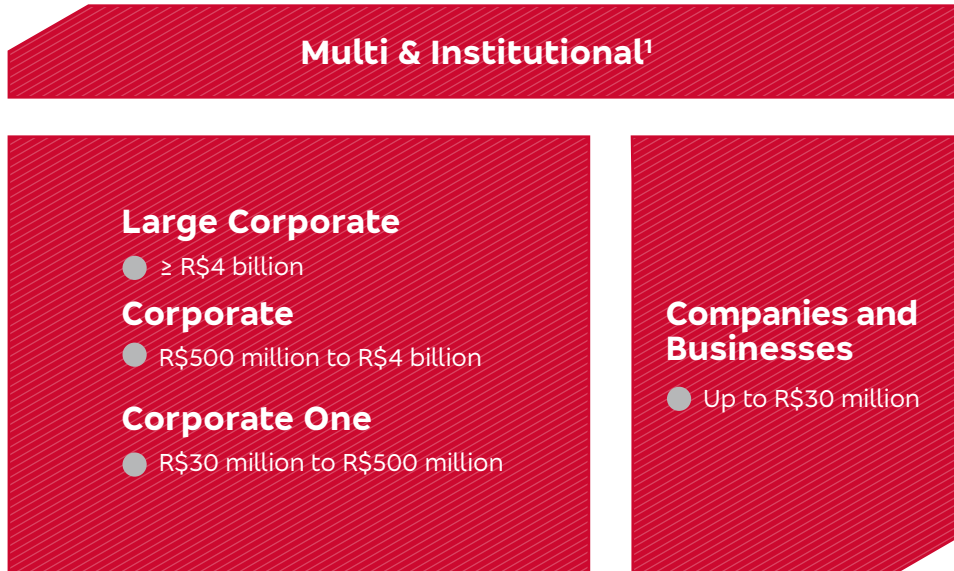 Multi & Institutional¹
Large Corporate
≥ R$4 billion
Corporate
R$500 million to R$4 billion
Corporate One
R$30 million to R$500 million
Companies and
Businesses
Up to R$30 million